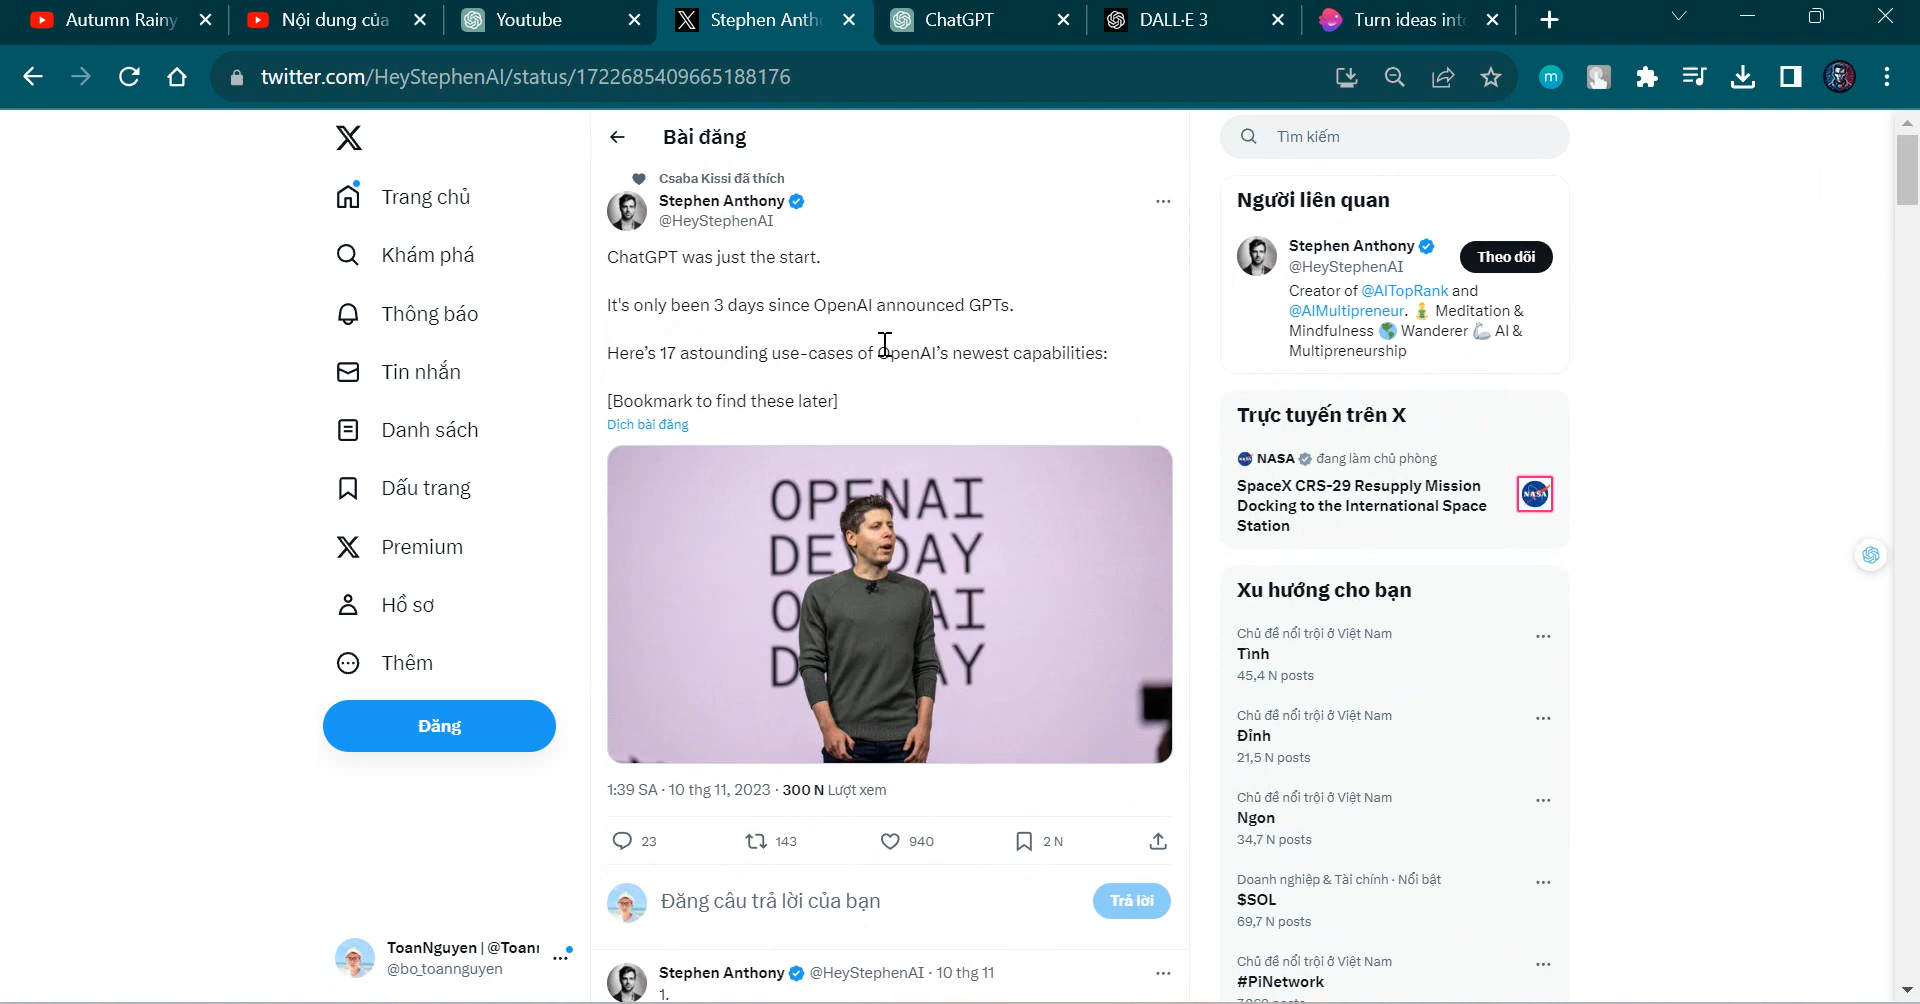 Autumn Rainy
Nội dung của
Youtube
Stephen Anth
ChatGPT
DALL·E 3
Turn ideas into
twitter.com/HeyStephenAI/status/1722685409665188176
m
Trang chủ
Khám phá
Thông báo
Tin nhắn
Danh sách
Dấu trang
Premium
Hồ sơ
Thêm
Đăng
ToanNguyen | @Toanı
@bo_toannguyen
Bài đăng
Csaba Kissi đã thích
Stephen Anthony
@HeyStephenAI
ChatGPT was just the start.
It's only been 3 days since OpenAI announced GPTs.
Here's 17 astounding use-cases of OpenAI's newest capabilities:
[Bookmark to find these later]
Dịch bài đăng
OPENAI
DEVDAY
O AI
D AY
1:39 SA · 10 thg 11, 2023 · 300 N Lượt xem
23
143
940
2 N
Đăng câu trả lời của bạn
Trả lời
Stephen Anthony @HeyStephenAI · 10 thg 11
1.
Tìm kiếm
Người liên quan
Stephen Anthony
@HeyStephenAI
Theo dõi
Creator of @AITopRank and
@AIMultipreneur. 🧘 Meditation &
Mindfulness 🌎 Wanderer 🦾 AI &
Multipreneurship
Trực tuyến trên X
NASA đang làm chủ phòng
SpaceX CRS-29 Resupply Mission
Docking to the International Space
Station
NASA
Xu hướng cho bạn
Chủ đề nổi trội ở Việt Nam
Tình
45,4 N posts
Chủ đề nổi trội ở Việt Nam
Đỉnh
21,5 N posts
Chủ đề nổi trội ở Việt Nam
Ngon
34,7 N posts
Doanh nghiệp & Tài chính · Nổi bật
$SOL
69,7 N posts
Chủ đề nổi trội ở Việt Nam
#PiNetwork